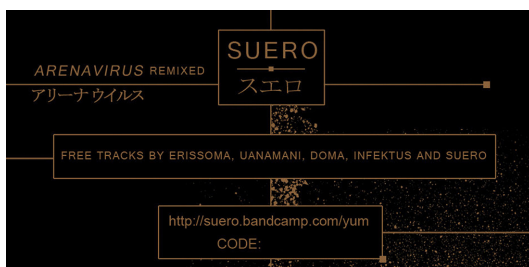 SUERO
スエロ
ARENAVIRUS REMIXED
アリーナウイルス
FREE TRACKS BY ERISSOMA, UANAMANI, DOMA, INFEKTUS AND SUERO
http://suero.bandcamp.com/yum
CODE: